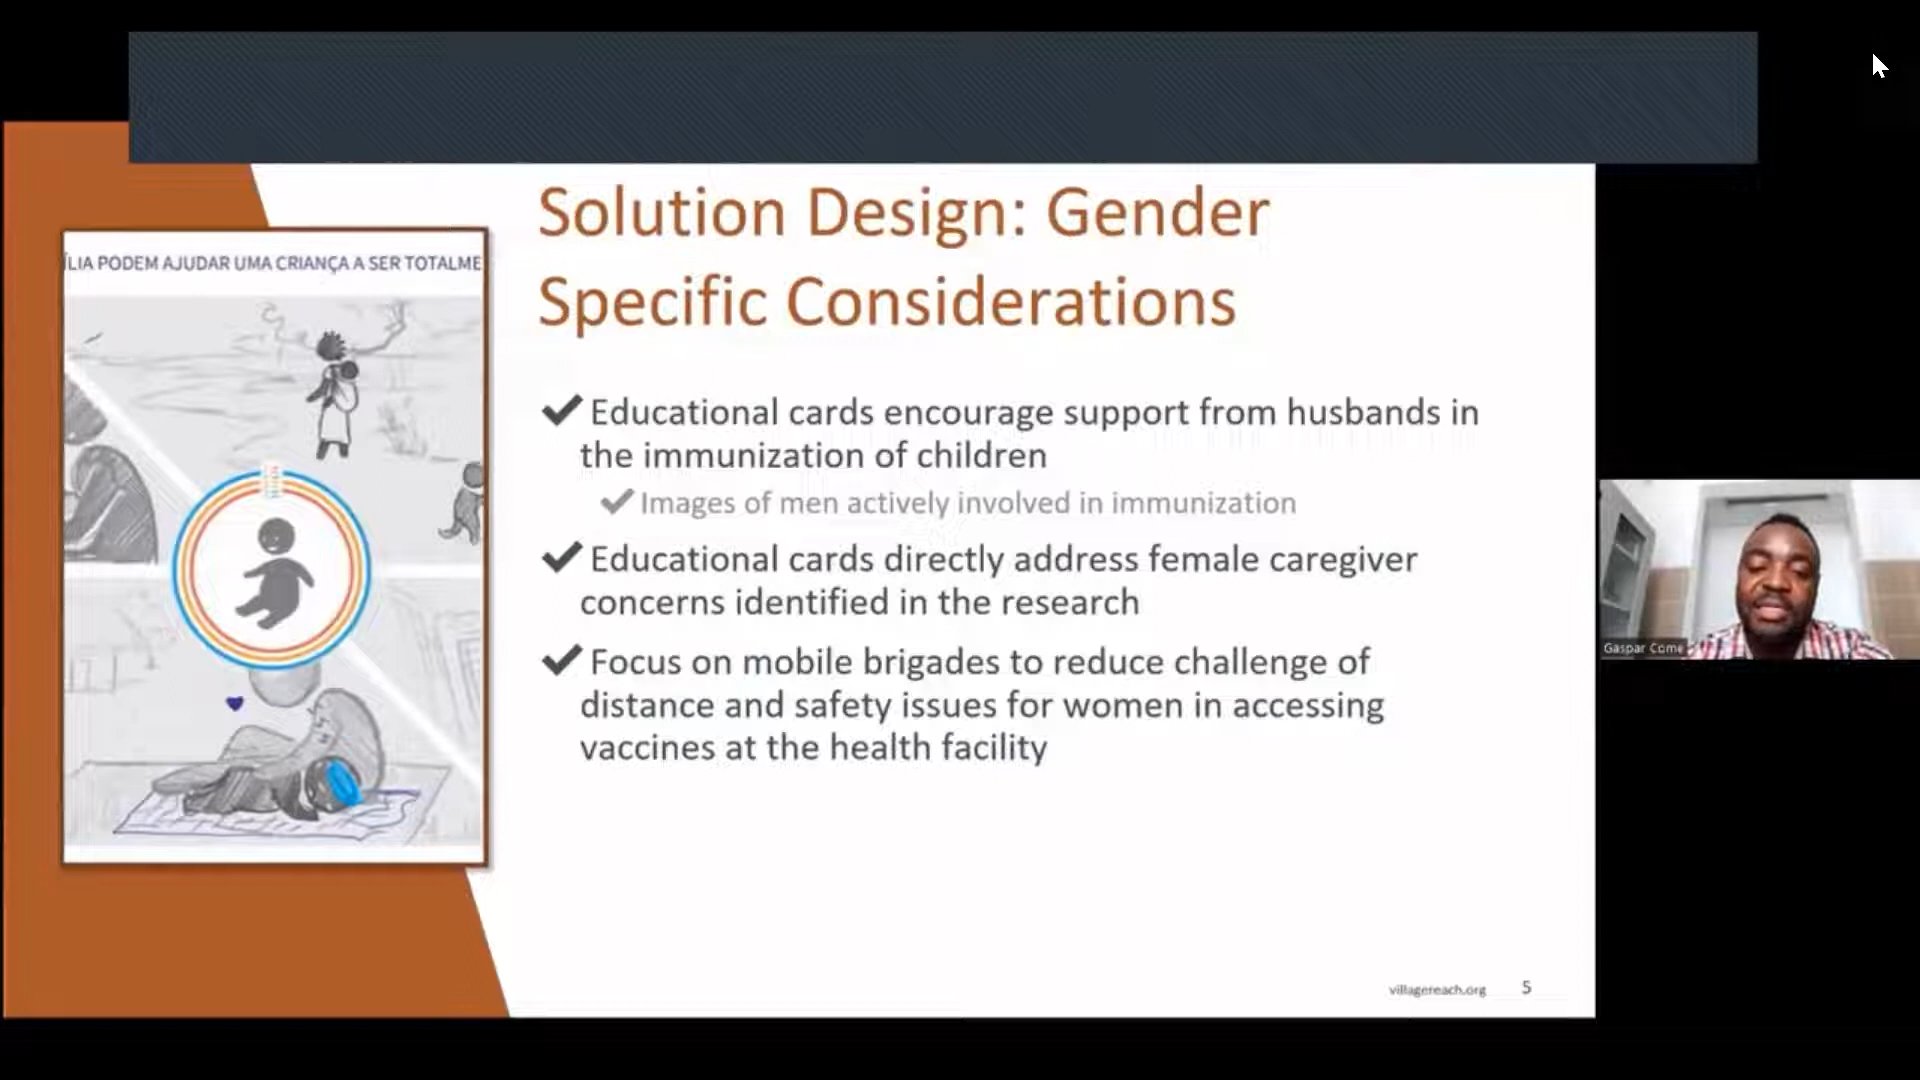 Solution Design: Gender
Specific Considerations
ÍLIA PODEM AJUDAR UMA CRIANÇA A SER TOTALME
Educational cards encourage support from husbands in
the immunization of children
Images of men actively involved in immunization
Educational cards directly address female caregiver
concerns identified in the research
Focus on mobile brigades to reduce challenge of
distance and safety issues for women in accessing
vaccines at the health facility
Gaspar Come
villagereach.org 5